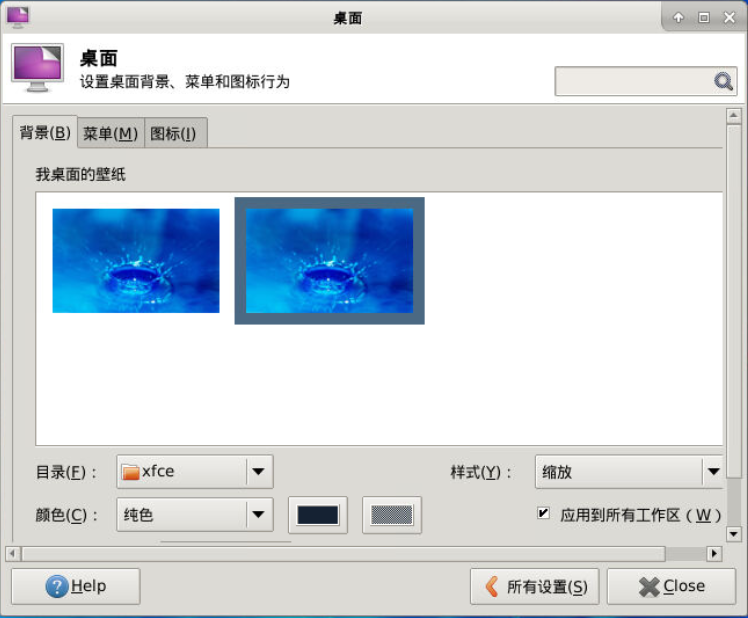 桌面
桌面
设置桌面背景、菜单和图标行为
背景(B) 菜单(M) 图标(I)
我桌面的壁纸
目录(F)： xfce 样式(Y)： 缩放
颜色(C)： 纯色 应用到所有工作区（W）
Help 所有设置(S) Close